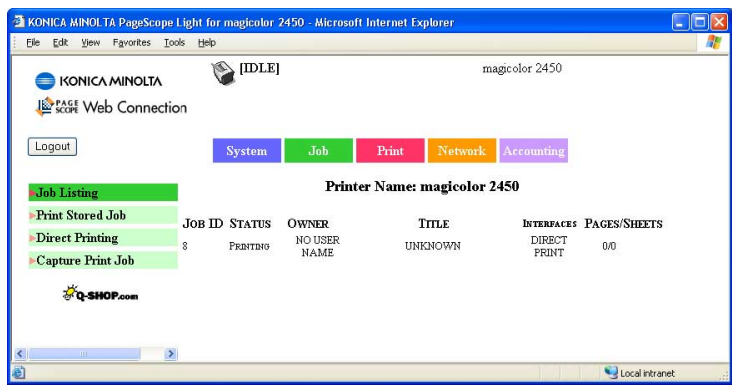 KONICA MINOLTA PageScope Light for magicolor 2450 - Microsoft Internet Explorer
File Edit View Favorites Tools Help
KONICA MINOLTA
[IDLE]
magicolor 2450
PAGE SCOPE Web Connection
Logout
System Job Print Network Accounting
Job Listing
Print Stored Job
Direct Printing
Capture Print Job
Q-SHOP.com
Printer Name: magicolor 2450
JOB ID STATUS OWNER TITLE INTERFACES PAGES/SHEETS
8 PRINTING NO USER NAME UNKNOWN DIRECT PRINT 0/0
Local intranet